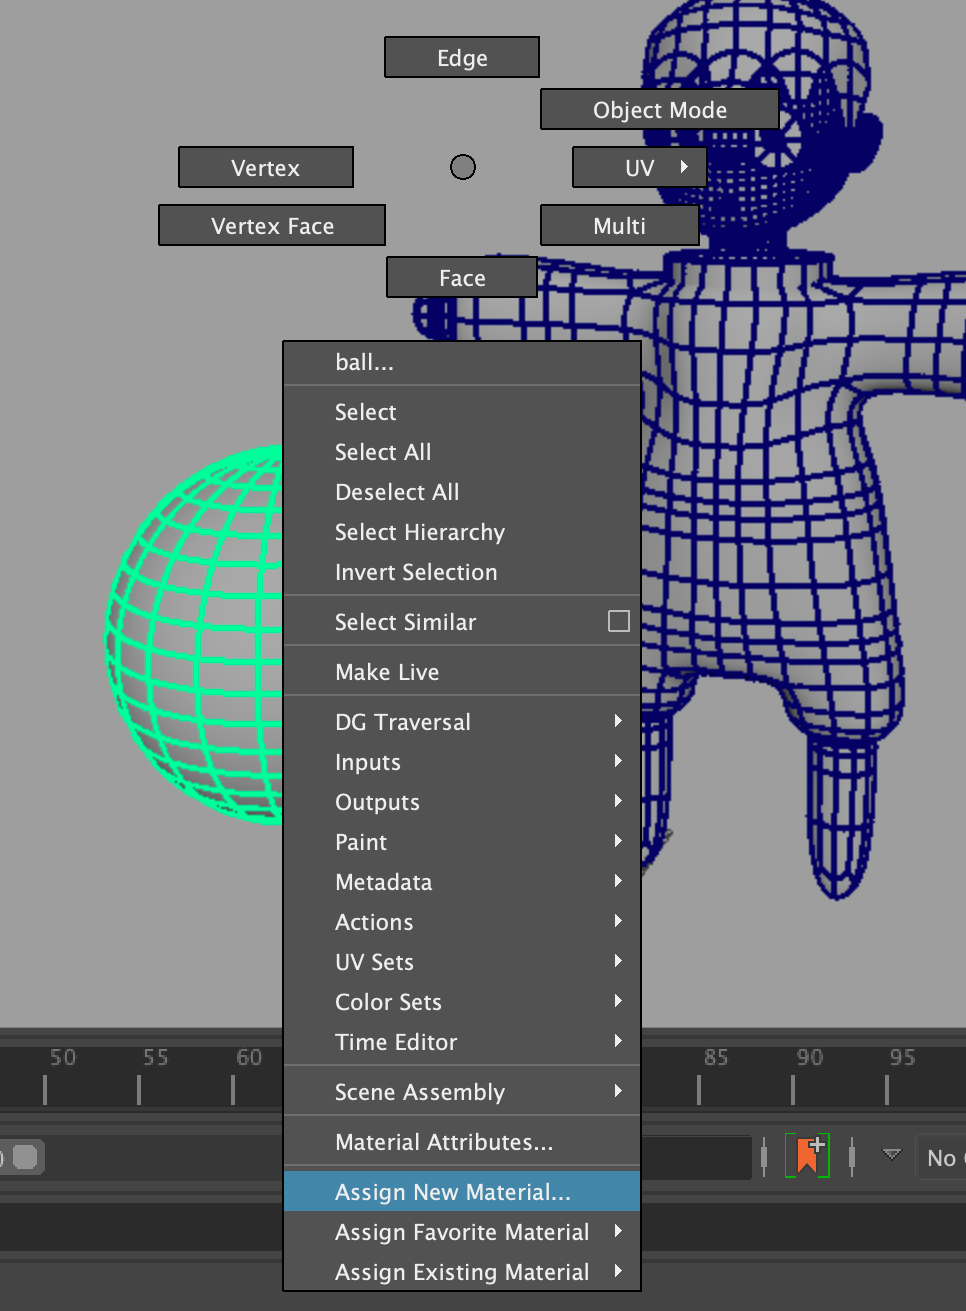 Edge
Object Mode
Vertex
UV
Vertex Face
Multi
Face
ball...
Select
Select All
Deselect All
Select Hierarchy
Invert Selection
Select Similar
Make Live
DG Traversal
Inputs
Outputs
Paint
Metadata
Actions
UV Sets
Color Sets
Time Editor
50 55 60 85 90 95
Scene Assembly
Material Attributes...
No
Assign New Material...
Assign Favorite Material
Assign Existing Material